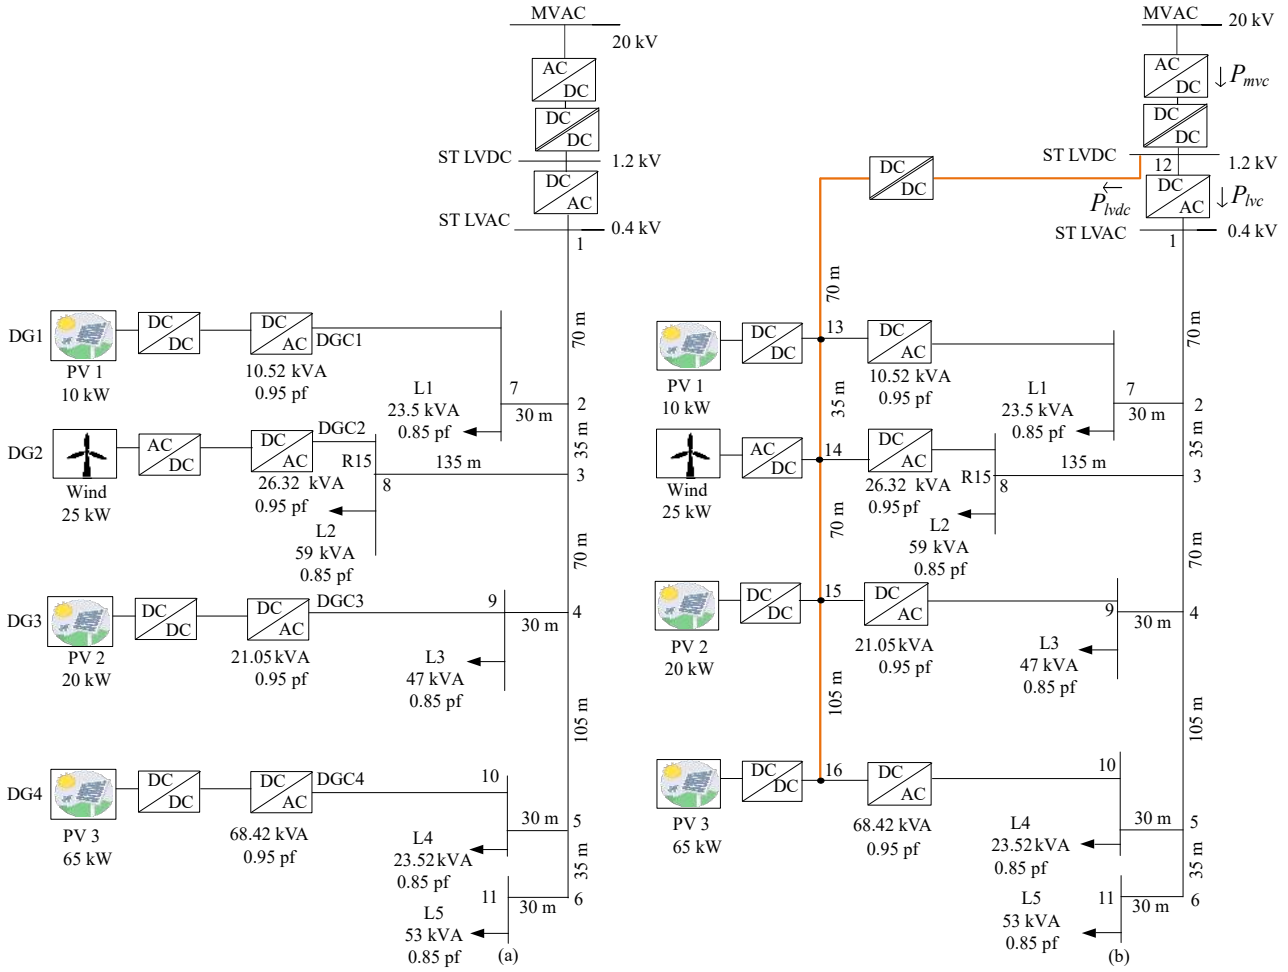 MVAC
20 kV
AC
DC
DC
DC
ST LVDC
1.2 kV
DC
AC
ST LVAC
0.4 kV
1
DG1
PV 1
10 kW
DC
DC
DC
AC
DGC1
10.52 kVA
0.95 pf
L1
23.5 kVA
0.85 pf
7
30 m
2
70 m
35 m
DG2
Wind
25 kW
AC
DC
DC
AC
DGC2
26.32 kVA
0.95 pf
R15
8
135 m
3
L2
59 kVA
0.85 pf
70 m
DG3
PV 2
20 kW
DC
DC
DC
AC
DGC3
21.05 kVA
0.95 pf
9
30 m
4
L3
47 kVA
0.85 pf
105 m
DG4
PV 3
65 kW
DC
DC
DC
AC
DGC4
68.42 kVA
0.95 pf
10
30 m
5
L4
23.52 kVA
0.85 pf
35 m
11
30 m
6
L5
53 kVA
0.85 pf
(a)
MVAC
20 kV
AC
DC
Pmvc
DC
DC
ST LVDC
12
1.2 kV
DC
AC
Plvdc
Plvc
ST LVAC
0.4 kV
1
DC
DC
70 m
PV 1
10 kW
DC
DC
13
DC
AC
10.52 kVA
0.95 pf
L1
23.5 kVA
0.85 pf
7
30 m
2
70 m
35 m
35 m
Wind
25 kW
AC
DC
14
DC
AC
26.32 kVA
0.95 pf
R15
8
135 m
3
L2
59 kVA
0.85 pf
70 m
70 m
PV 2
20 kW
DC
DC
15
DC
AC
21.05 kVA
0.95 pf
9
30 m
4
L3
47 kVA
0.85 pf
105 m
105 m
PV 3
65 kW
DC
DC
16
DC
AC
68.42 kVA
0.95 pf
10
30 m
5
L4
23.52 kVA
0.85 pf
35 m
11
30 m
6
L5
53 kVA
0.85 pf
(b)